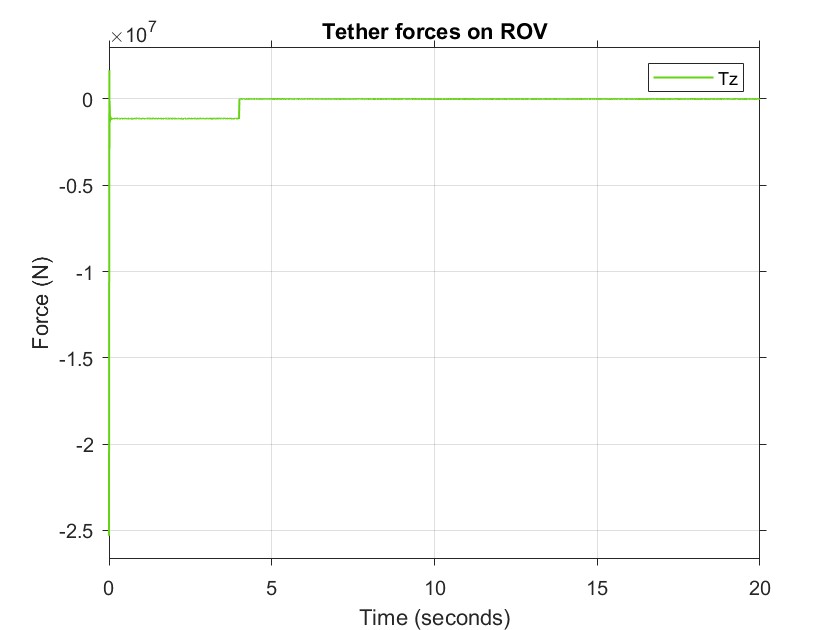 Tether forces on ROV
×10^7
Tz
0
-0.5
-1
-1.5
-2
-2.5
Force (N)
0 5 10 15 20
Time (seconds)